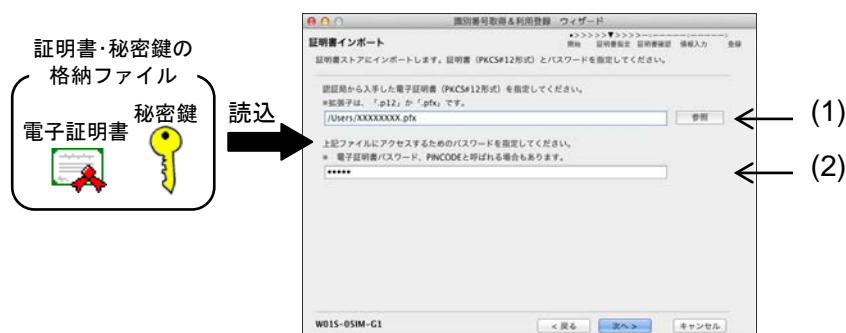 証明書・秘密鍵の
格納ファイル
電子証明書
秘密鍵
読込
識別番号取得&利用登録 ウィザード
証明書インポート
●>>>>>▼>>>>>
開始 証明書指定 証明書確認 情報入力 登録
証明書ストアにインポートします。証明書（PKCS#12形式）とパスワードを指定してください。
認証局から入手した電子証明書（PKCS#12形式）を指定してください。
※拡張子は、「.p12」か「.pfx」です。
/Users/XXXXXXXX.pfx
参照
(1)
上記ファイルにアクセスするためのパスワードを指定してください。
※ 電子証明書パスワード、PINCODEと呼ばれる場合もあります。
•••••
(2)
W01S-05IM-G1
< 戻る
次へ >
キャンセル